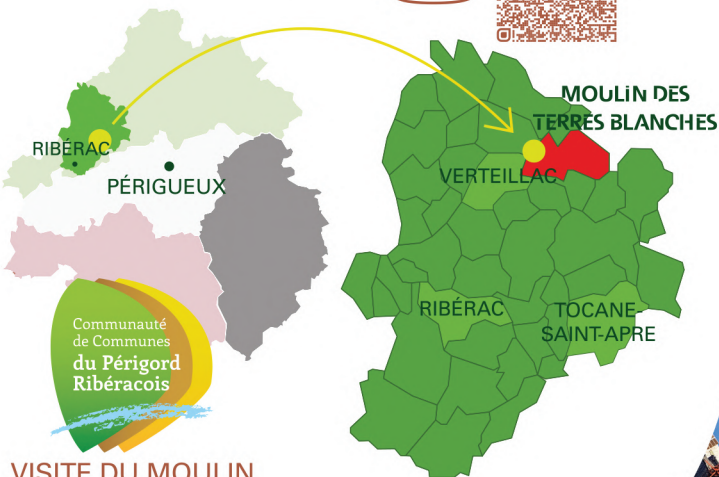 RIBÉRAC
PÉRIGUEUX
Communauté
de Communes
du Périgord
Ribéracois
VISITE DU MOULIN
MOULiN DES
TERRES BLANCHES
VERTEILLAC
RIBÉRAC
TOCANE-
SAINT-APRE